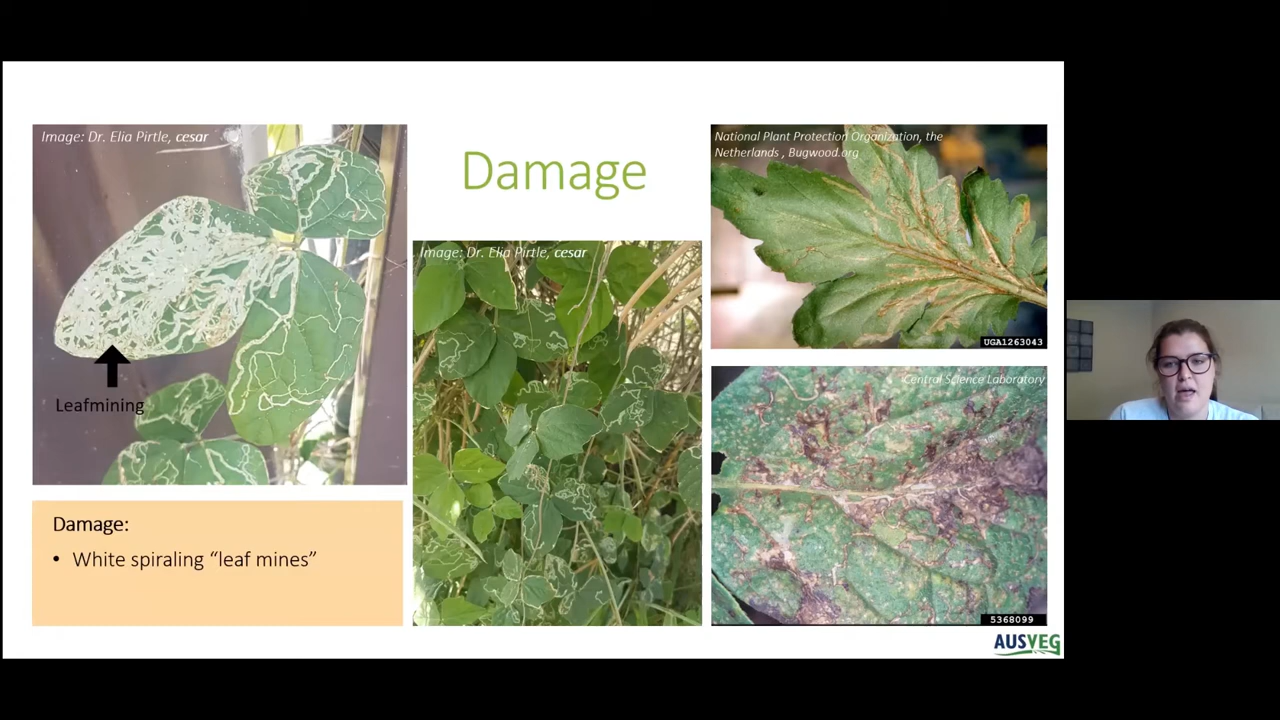 Image: Dr. Elia Pirtle, cesar
Leafmining
Damage:
• White spiraling “leaf mines”
Damage
Image: Dr. Elia Pirtle, cesar
National Plant Protection Organization, the
Netherlands , Bugwood.org
UGA1263043
Central Science Laboratory
5368099
AUSVEG